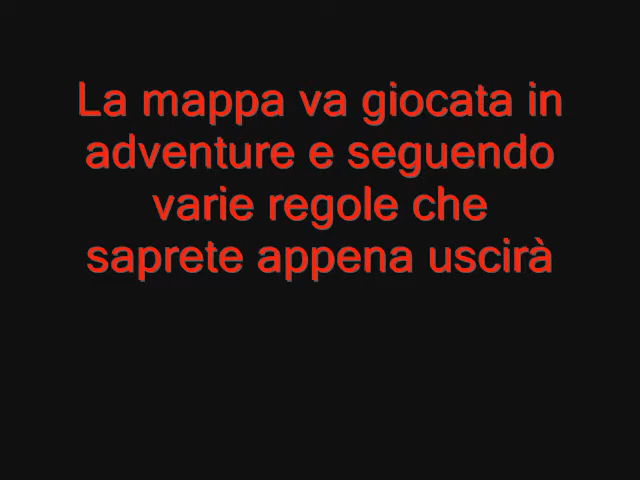 La mappa va giocata in
adventure e seguendo
varie regole che
saprete appena uscirà